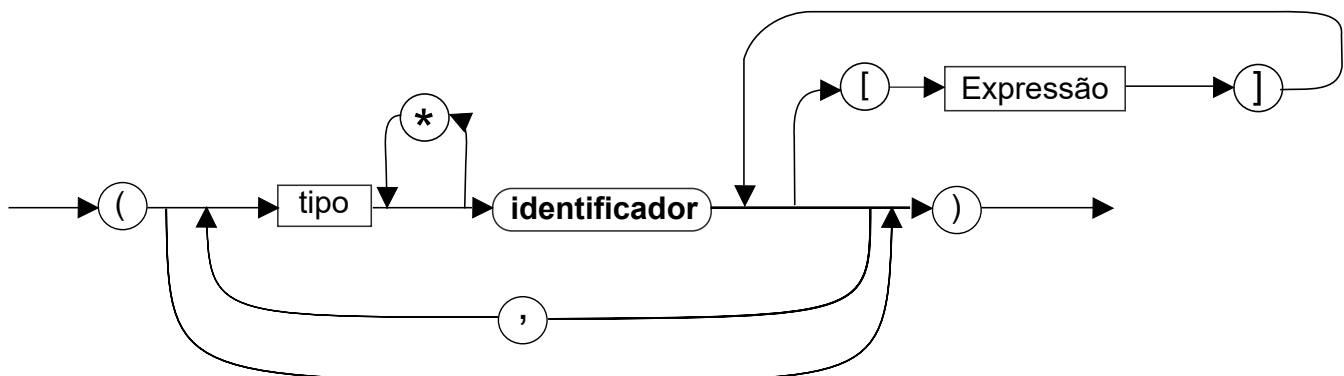 [ Expressão ]
*
( tipo identificador )
,